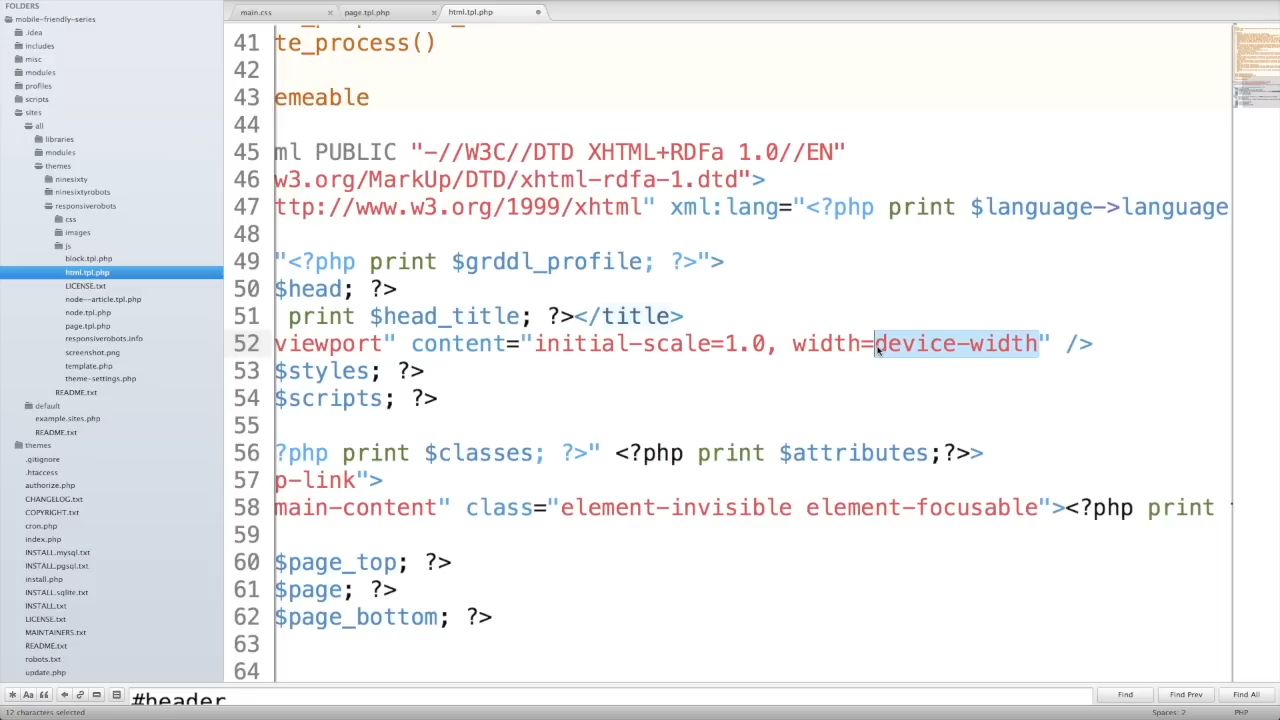 FOLDERS
mobile-friendly-series
.idea
includes
misc
modules
profiles
scripts
sites
all
libraries
modules
themes
ninesixty
ninesixtyrobots
responsiverobots
css
images
js
block.tpl.php
html.tpl.php
LICENSE.txt
node--article.tpl.php
node.tpl.php
page.tpl.php
responsiverobots.info
screenshot.png
template.php
theme-settings.php
README.txt
default
example.sites.php
README.txt
themes
.gitignore
.htaccess
authorize.php
CHANGELOG.txt
COPYRIGHT.txt
cron.php
index.php
INSTALL.mysql.txt
INSTALL.pgsql.txt
install.php
INSTALL.sqlite.txt
INSTALL.txt
LICENSE.txt
MAINTAINERS.txt
README.txt
robots.txt
update.php
main.css × page.tpl.php × html.tpl.php
41 te_process()
42
43 emeable
44
45 ml PUBLIC "-//W3C//DTD XHTML+RDFa 1.0//EN"
46 w3.org/MarkUp/DTD/xhtml-rdfa-1.dtd">
47 ttp://www.w3.org/1999/xhtml" xml:lang="<?php print $language->language
48
49 "<?php print $grddl_profile; ?>">
50 $head; ?>
51 print $head_title; ?></title>
52 viewport" content="initial-scale=1.0, width=device-width" />
53 $styles; ?>
54 $scripts; ?>
55
56 ?php print $classes; ?>" <?php print $attributes;?>>
57 p-link">
58 main-content" class="element-invisible element-focusable"><?php print
59
60 $page_top; ?>
61 $page; ?>
62 $page_bottom; ?>
63
64
Aa #header Find Find Prev Find All
12 characters selected Spaces: 2 PHP